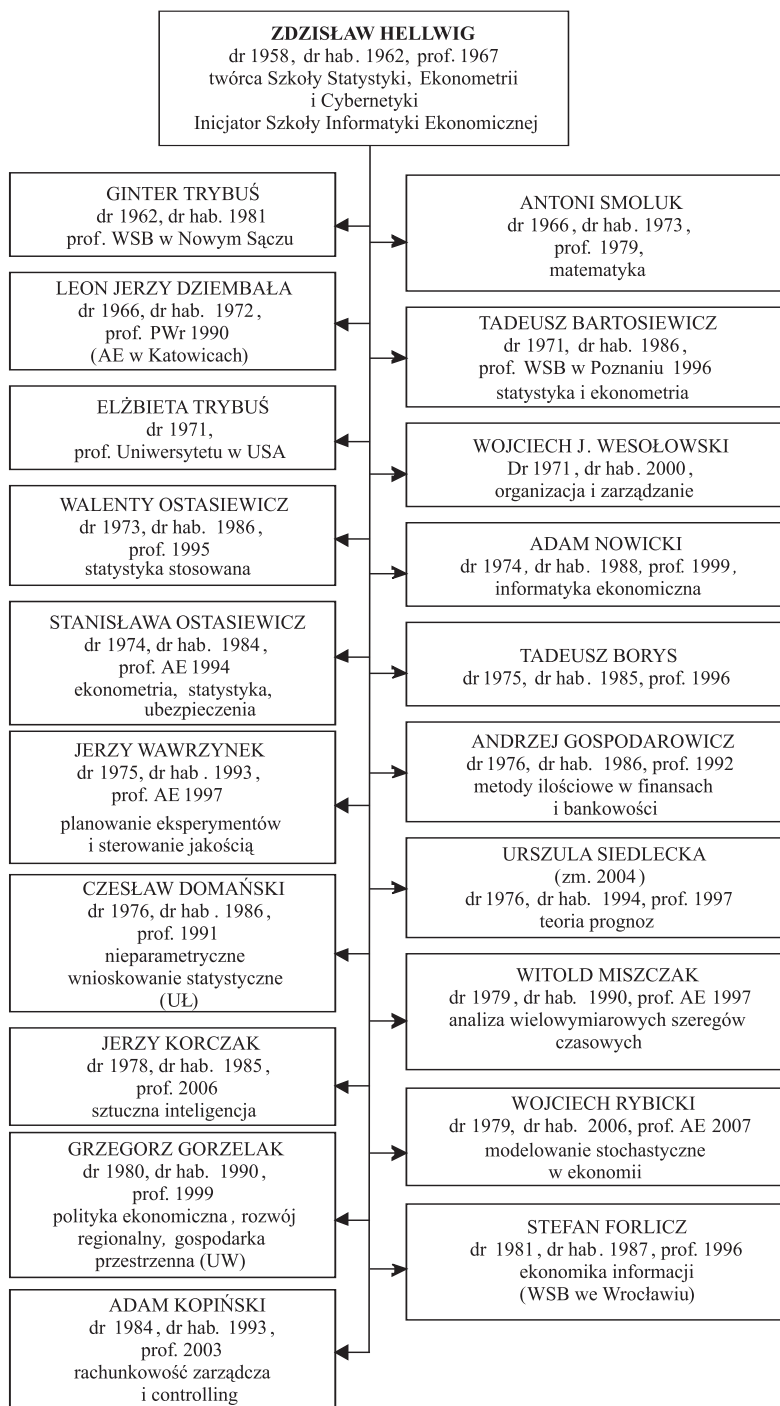 ZDZISŁAW HELLWIG
dr 1958, dr hab. 1962, prof. 1967
twórca Szkoły Statystyki, Ekonometrii
i Cybernetyki
Inicjator Szkoły Informatyki Ekonomicznej
GINTER TRYBUŚ
dr 1962, dr hab. 1981
prof. WSB w Nowym Sączu
LEON JERZY DZIEMBAŁA
dr 1966, dr hab. 1972,
prof. PWr 1990
(AE w Katowicach)
ELŻBIETA TRYBUŚ
dr 1971,
prof. Uniwersytetu w USA
WALENTY OSTASIEWICZ
dr 1973, dr hab. 1986,
prof. 1995
statystyka stosowana
STANISŁAWA OSTASIEWICZ
dr 1974, dr hab. 1984,
prof. AE 1994
ekonometria, statystyka,
ubezpieczenia
JERZY WAWRZYNEK
dr 1975, dr hab. 1993,
prof. AE 1997
planowanie eksperymentów
i sterowanie jakością
CZESŁAW DOMAŃSKI
dr 1976, dr hab. 1986,
prof. 1991
nieparametryczne
wnioskowanie statystyczne
(UŁ)
JERZY KORCZAK
dr 1978, dr hab. 1985,
prof. 2006
sztuczna inteligencja
GRZEGORZ GORZELAK
dr 1980, dr hab. 1990,
prof. 1999
polityka ekonomiczna, rozwój
regionalny, gospodarka
przestrzenna (UW)
ADAM KOPIŃSKI
dr 1984, dr hab. 1993,
prof. 2003
rachunkowość zarządcza
i controlling
ANTONI SMOLUK
dr 1966, dr hab. 1973,
prof. 1979,
matematyka
TADEUSZ BARTOSIEWICZ
dr 1971, dr hab. 1986,
prof. WSB w Poznaniu 1996
statystyka i ekonometria
WOJCIECH J. WESOŁOWSKI
Dr 1971, dr hab. 2000,
organizacja i zarządzanie
ADAM NOWICKI
dr 1974, dr hab. 1988, prof. 1999,
informatyka ekonomiczna
TADEUSZ BORYS
dr 1975, dr hab. 1985, prof. 1996
ANDRZEJ GOSPODAROWICZ
dr 1976, dr hab. 1986, prof. 1992
metody ilościowe w finansach
i bankowości
URSZULA SIEDLECKA
(zm. 2004)
dr 1976, dr hab. 1994, prof. 1997
teoria prognoz
WITOLD MISZCZAK
dr 1979, dr hab. 1990, prof. AE 1997
analiza wielowymiarowych szeregów
czasowych
WOJCIECH RYBICKI
dr 1979, dr hab. 2006, prof. AE 2007
modelowanie stochastyczne
w ekonomii
STEFAN FORLICZ
dr 1981, dr hab. 1987, prof. 1996
ekonomika informacji
(WSB we Wrocławiu)